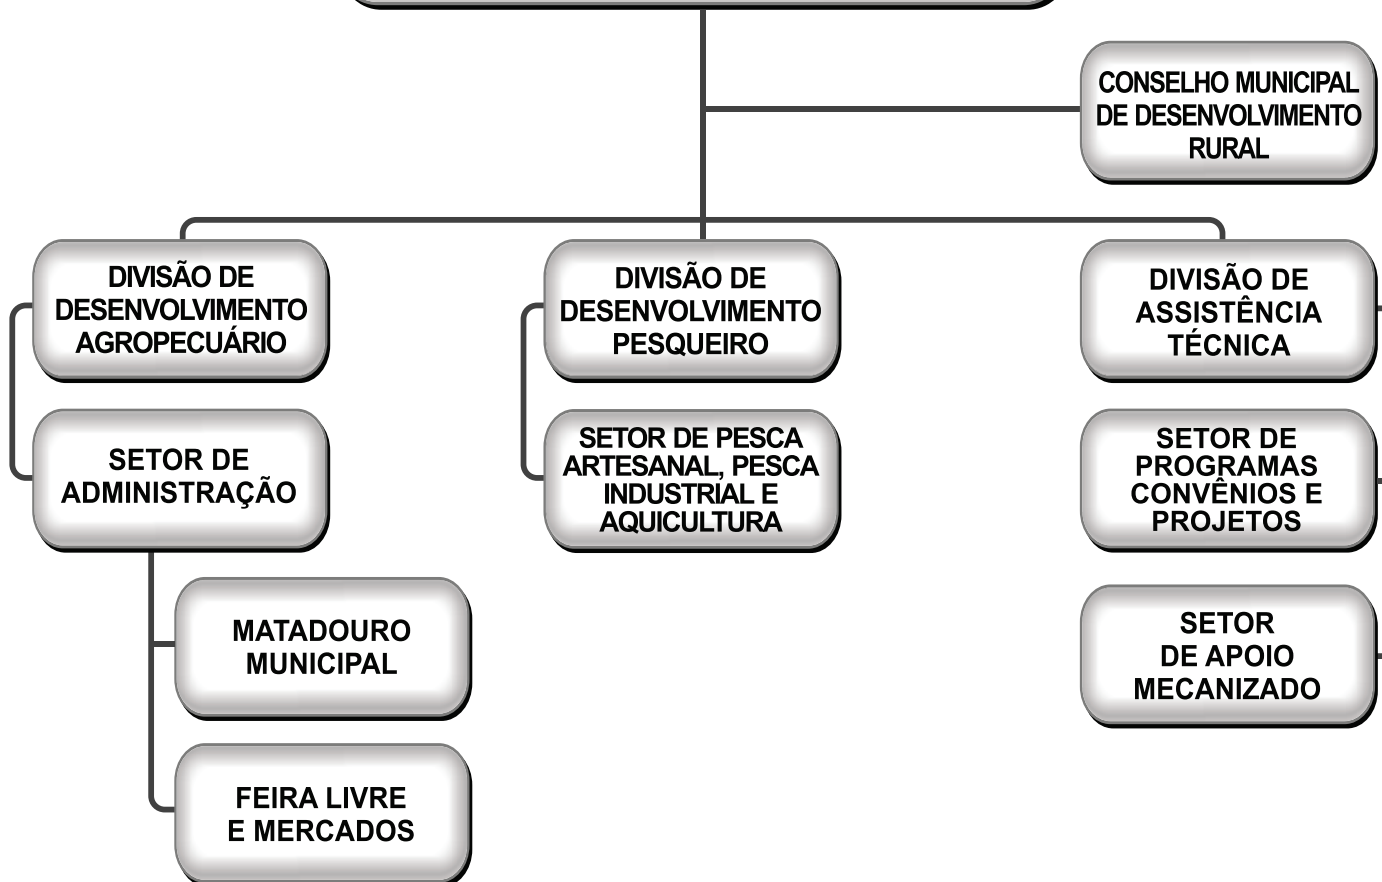 CONSELHO MUNICIPAL
DE DESENVOLVIMENTO
RURAL
DIVISÃO DE
DESENVOLVIMENTO
AGROPECUÁRIO
DIVISÃO DE
DESENVOLVIMENTO
PESQUEIRO
DIVISÃO DE
ASSISTÊNCIA
TÉCNICA
SETOR DE
ADMINISTRAÇÃO
SETOR DE PESCA
ARTESANAL, PESCA
INDUSTRIAL E
AQUICULTURA
SETOR DE
PROGRAMAS
CONVÊNIOS E
PROJETOS
MATADOURO
MUNICIPAL
SETOR
DE APOIO
MECANIZADO
FEIRA LIVRE
E MERCADOS